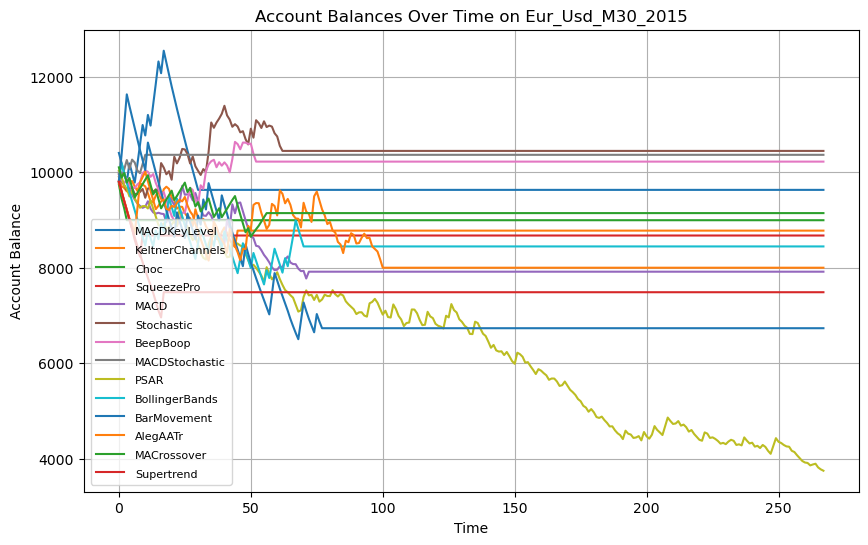 Account Balances Over Time on Eur_Usd_M30_2015
Account Balance
12000
10000
8000
6000
4000
MACDKeyLevel
KeltnerChannels
Choc
SqueezePro
MACD
Stochastic
BeepBoop
MACDStochastic
PSAR
BollingerBands
BarMovement
AlegAATr
MACrossover
Supertrend
0 50 100 150 200 250
Time